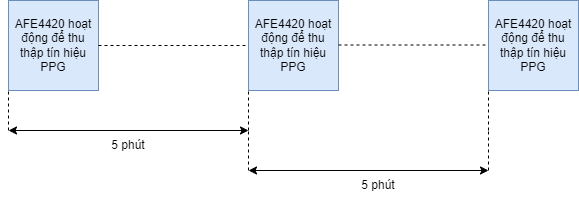 AFE4420 hoạt
động để thu
thập tín hiệu
PPG
AFE4420 hoạt
động để thu
thập tín hiệu
PPG
AFE4420 hoạt
động để thu
thập tín hiệu
PPG
5 phút
5 phút